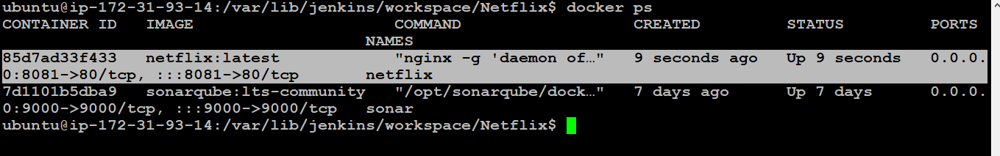 ubuntu@ip-172-31-93-14:/var/lib/jenkins/workspace/Netflix$ docker ps
CONTAINER ID   IMAGE                    COMMAND                  CREATED         STATUS         PORTS
                                     NAMES
85d7ad33f433   netflix:latest           "nginx -g 'daemon of…"   9 seconds ago   Up 9 seconds   0.0.0.
0:8081->80/tcp, :::8081->80/tcp       netflix
7d1101b5dba9   sonarqube:lts-community   "/opt/sonarqube/dock…"   7 days ago      Up 7 days      0.0.0.
0:9000->9000/tcp, :::9000->9000/tcp   sonar
ubuntu@ip-172-31-93-14:/var/lib/jenkins/workspace/Netflix$